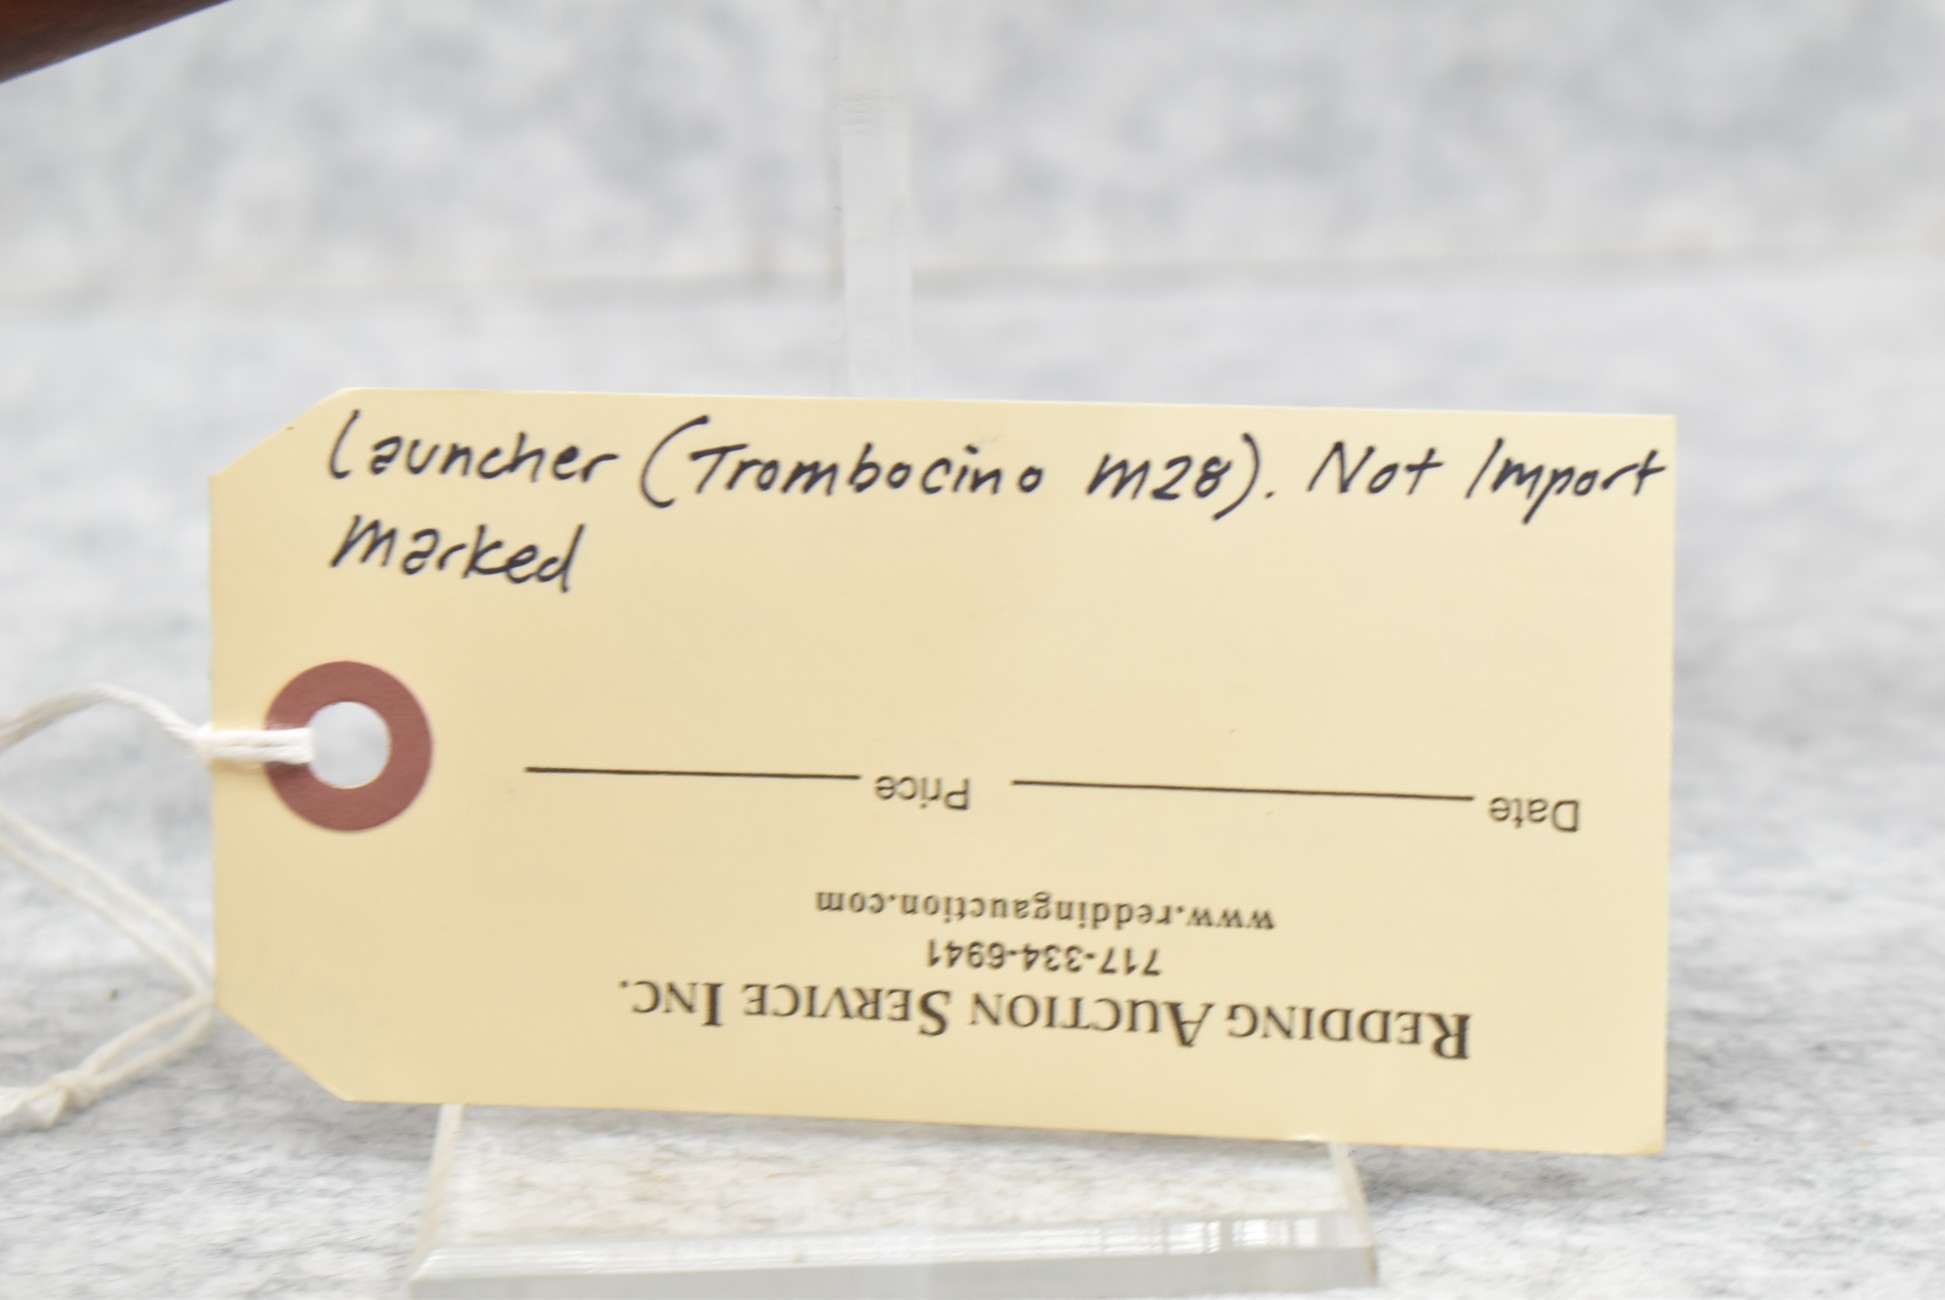 Launcher (Trombocino M28). Not Import
Marked
REDDING AUCTION SERVICE INC.
717-334-6941
www.reddingauction.com
Date Price